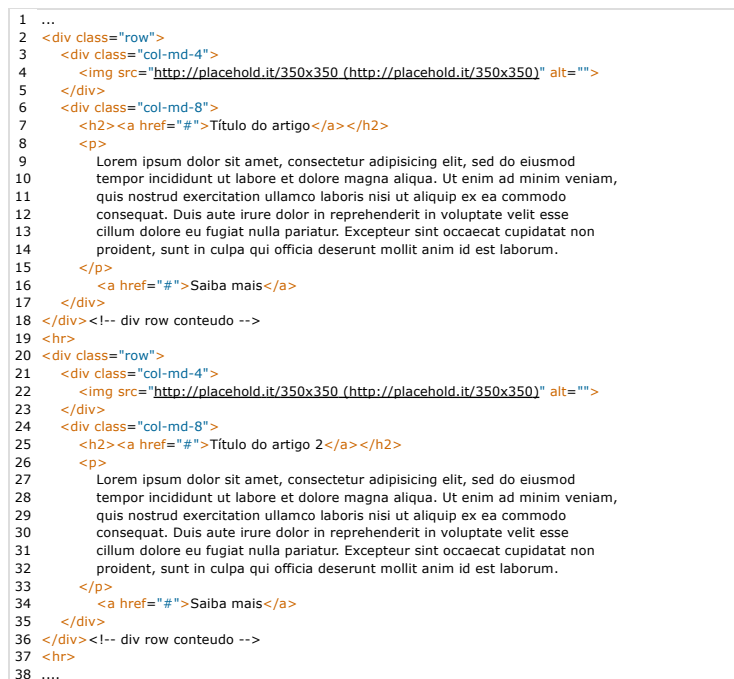 1 ...
2 <div class="row">
3 <div class="col-md-4">
4 <img src="http://placehold.it/350x350 (http://placehold.it/350x350)" alt="">
5 </div>
6 <div class="col-md-8">
7 <h2><a href="#">Título do artigo</a></h2>
8 <p>
9 Lorem ipsum dolor sit amet, consectetur adipisicing elit, sed do eiusmod
10 tempor incididunt ut labore et dolore magna aliqua. Ut enim ad minim veniam,
11 quis nostrud exercitation ullamco laboris nisi ut aliquip ex ea commodo
12 consequat. Duis aute irure dolor in reprehenderit in voluptate velit esse
13 cillum dolore eu fugiat nulla pariatur. Excepteur sint occaecat cupidatat non
14 proident, sunt in culpa qui officia deserunt mollit anim id est laborum.
15 </p>
16 <a href="#">Saiba mais</a>
17 </div>
18 </div><!-- div row conteudo -->
19 <hr>
20 <div class="row">
21 <div class="col-md-4">
22 <img src="http://placehold.it/350x350 (http://placehold.it/350x350)" alt="">
23 </div>
24 <div class="col-md-8">
25 <h2><a href="#">Título do artigo 2</a></h2>
26 <p>
27 Lorem ipsum dolor sit amet, consectetur adipisicing elit, sed do eiusmod
28 tempor incididunt ut labore et dolore magna aliqua. Ut enim ad minim veniam,
29 quis nostrud exercitation ullamco laboris nisi ut aliquip ex ea commodo
30 consequat. Duis aute irure dolor in reprehenderit in voluptate velit esse
31 cillum dolore eu fugiat nulla pariatur. Excepteur sint occaecat cupidatat non
32 proident, sunt in culpa qui officia deserunt mollit anim id est laborum.
33 </p>
34 <a href="#">Saiba mais</a>
35 </div>
36 </div><!-- div row conteudo -->
37 <hr>
38 ....